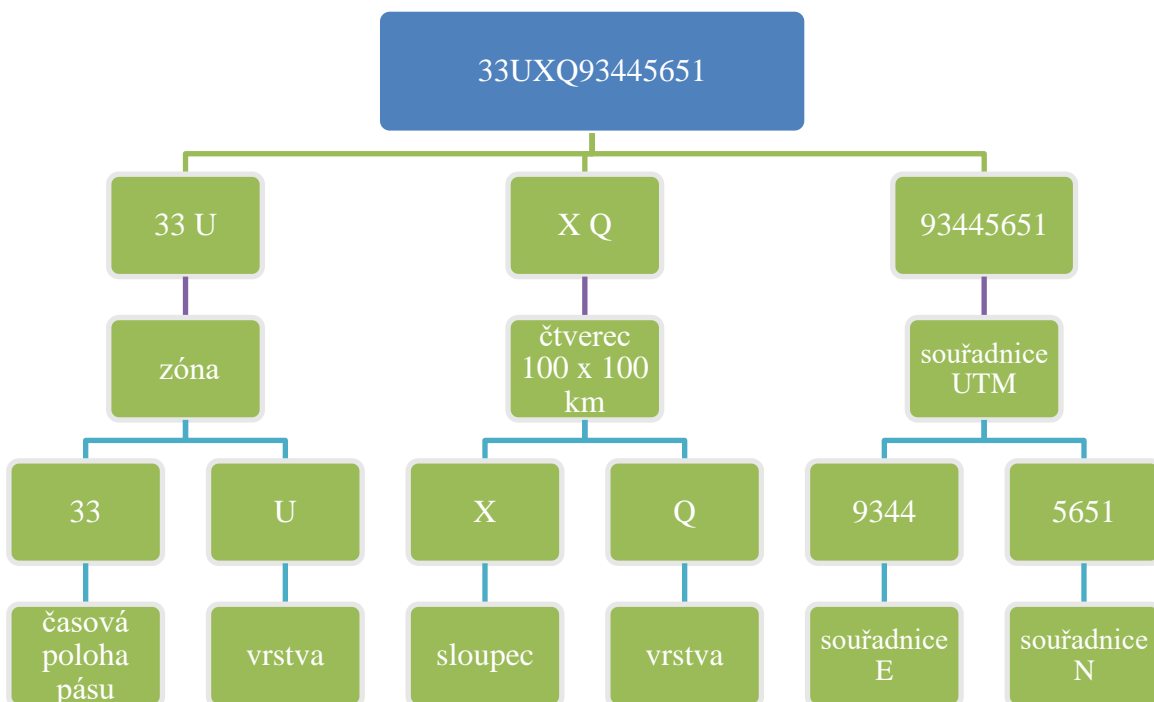 33UXQ93445651
33 U
X Q
93445651
zóna
čtverec
100 x 100
km
souřadnice
UTM
33
U
X
Q
9344
5651
časová
poloha
pásu
vrstva
sloupec
vrstva
souřadnice
E
souřadnice
N